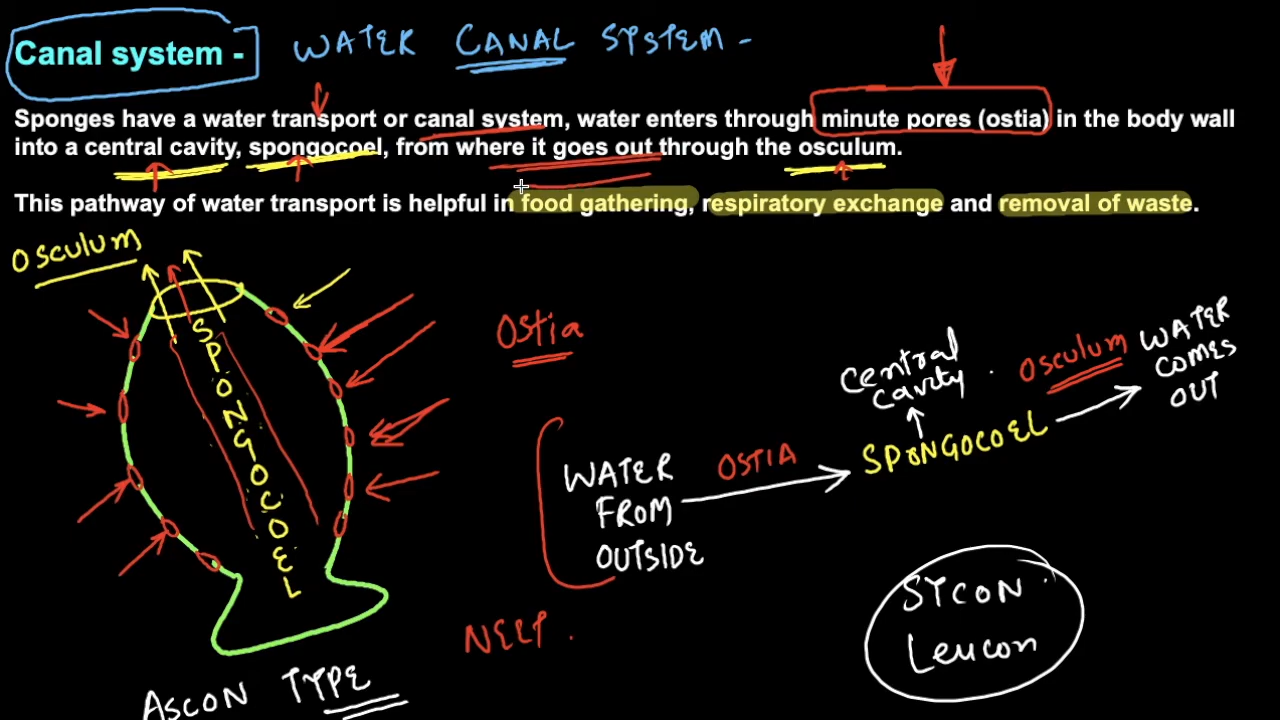 Canal system - WATER CANAL SYSTEM -
Sponges have a water transport or canal system, water enters through minute pores (ostia) in the body wall
into a central cavity, spongocoel, from where it goes out through the osculum.
This pathway of water transport is helpful in food gathering, respiratory exchange and removal of waste.
OSCULUM
SPONGOCOEL
Ostia
WATER
FROM
OUTSIDE
OSTIA
SPONGOCOEL
Central
Cavity
OSCULUM
WATER
COMES
OUT
NEET.
SYCON
Leucon
ASCON TYPE